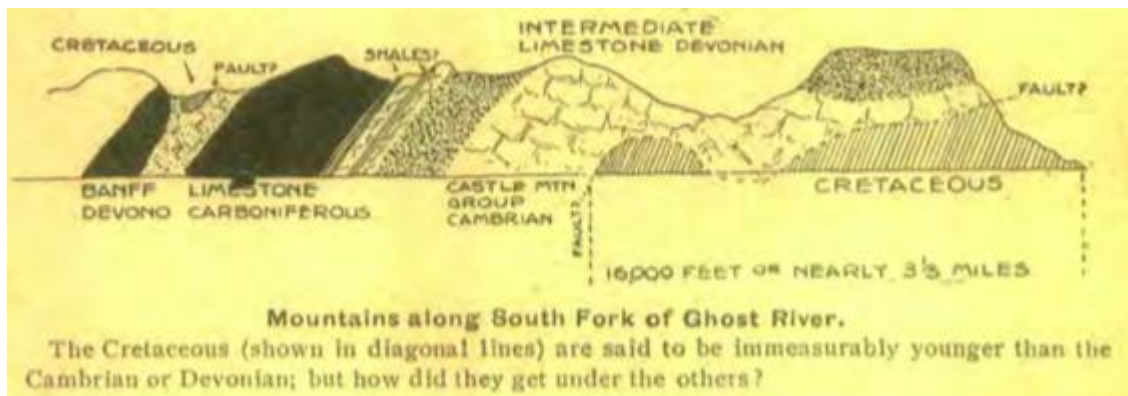 CRETACEOUS
FAULT?
SHALES?
INTERMEDIATE
LIMESTONE DEVONIAN
FAULT?
BANFF
DEVONO
LIMESTONE
CARBONIFEROUS
CASTLE MTN
GROUP
CAMBRIAN
FAULT?
CRETACEOUS
16,000 FEET OR NEARLY 3⅓ MILES
Mountains along South Fork of Ghost River.
The Cretaceous (shown in diagonal lines) are said to be immeasurably younger than the
Cambrian or Devonian; but how did they get under the others?